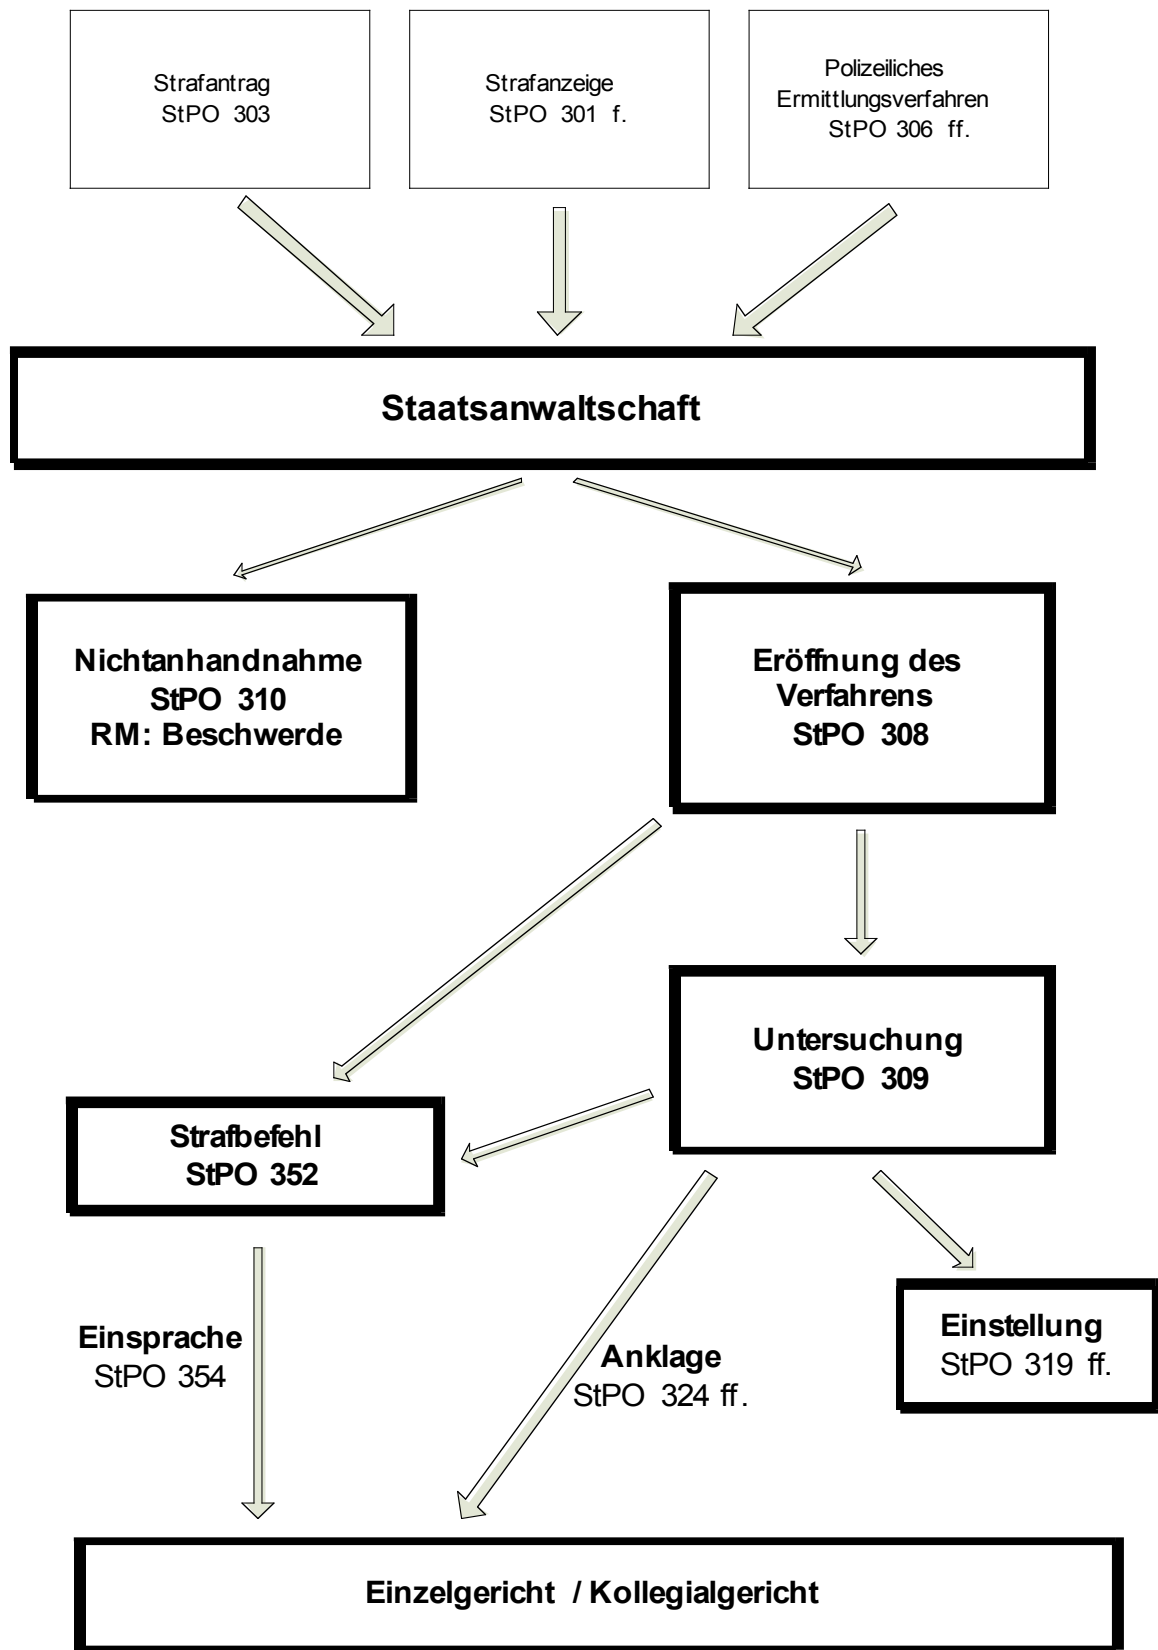 Strafantrag
StPO 303
Strafanzeige
StPO 301 f.
Polizeiliches
Ermittlungsverfahren
StPO 306 ff.
Staatsanwaltschaft
Nichtanhandnahme
StPO 310
RM: Beschwerde
Eröffnung des
Verfahrens
StPO 308
Untersuchung
StPO 309
Strafbefehl
StPO 352
Einsprache
StPO 354
Anklage
StPO 324 ff.
Einstellung
StPO 319 ff.
Einzelgericht / Kollegialgericht